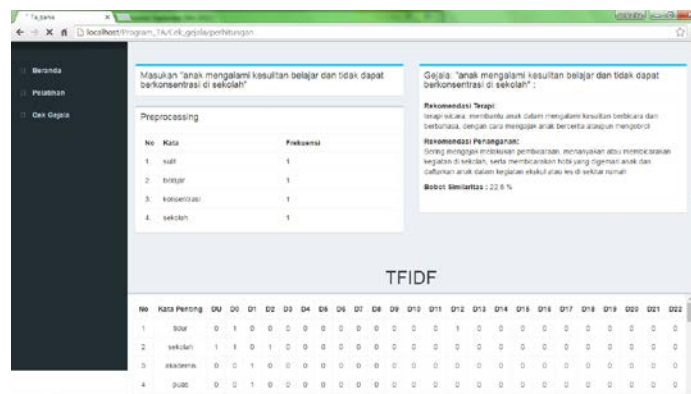 Ta_basis
localhost/Program_TA/Cek_gejala/perhitungan
Beranda
Pelatihan
Cek Gejala
Masukan "anak mengalami kesulitan belajar dan tidak dapat
berkonsentrasi di sekolah"
Preprocessing
No Kata Frekuensi
1. sulit 1
2. belajar 1
3. konsentrasi 1
4. sekolah 1
Gejala: "anak mengalami kesulitan belajar dan tidak dapat
berkonsentrasi di sekolah" :
Rekomendasi Terapi:
terapi wicara, membantu anak dalam mengalami kesulitan berbicara dan
berbahasa, dengan cara mengajak anak bercerita ataupun mengobrol
Rekomendasi Penanganan:
Sering mengajak melakukan pembicaraan, menanyakan atau membicarakan
kegiatan di sekolah, serta membicarakan hobi yang digemari anak dan
daftarkan anak dalam kegiatan ekskul atau les di sekitar rumah
Bobot Similaritas : 22.6 %
TFIDF
No Kata Penting DU D0 D1 D2 D3 D4 D5 D6 D7 D8 D9 D10 D11 D12 D13 D14 D15 D16 D17 D18 D19 D20 D21 D22
1 tidur 0 1 0 0 0 0 0 0 0 0 0 0 0 1 0 0 0 0 0 0 0 0 0 0
2 sekolah 1 1 0 1 0 0 0 0 0 0 0 0 0 0 0 0 0 0 0 0 0 0 0 0
3 akademis 0 0 1 0 0 0 0 0 0 0 0 0 0 0 0 0 0 0 0 0 0 0 0 0
4 puas 0 0 1 0 0 0 0 0 0 0 0 0 0 0 0 0 0 0 0 0 0 0 0 0